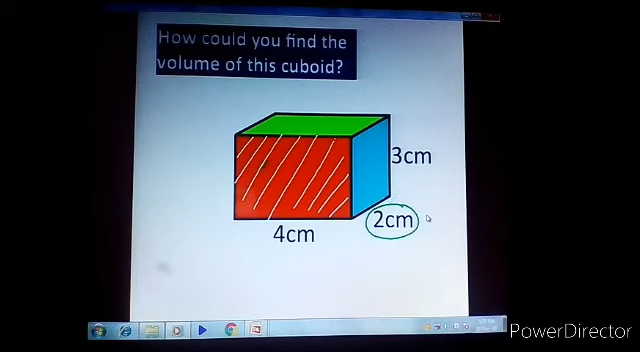 How could you find the
volume of this cuboid?
3cm
2cm
4cm
PowerDirector